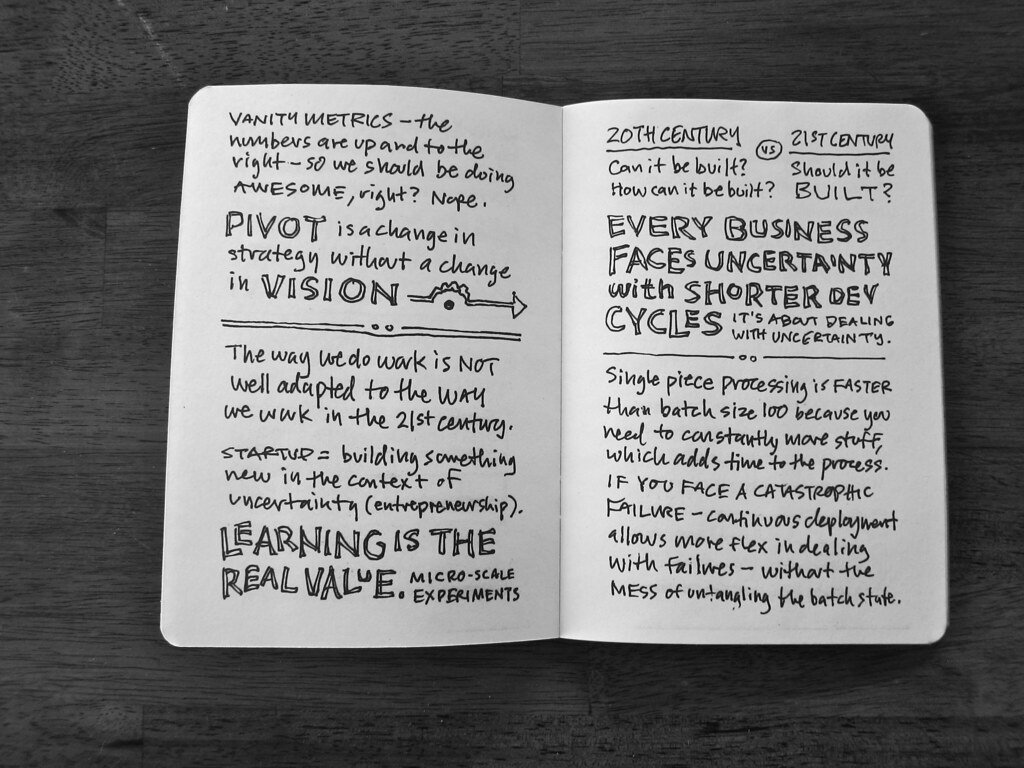 VANITY METRICS – the
numbers are up and to the
right – so we should be doing
AWESOME, right? Nope.
PIVOT is a change in
strategy without a change
in VISION
The way we do work is NOT
well adapted to the WAY
we work in the 21st century.
STARTUP = building something
new in the context of
uncertainty (entrepreneurship).
LEARNING IS THE
REAL VALUE. MICRO-SCALE
EXPERIMENTS
20TH CENTURY VS 21ST CENTURY
Can it be built? Should it be
How can it be built? BUILT?
EVERY BUSINESS
FACES UNCERTAINTY
with SHORTER DEV
CYCLES IT'S ABOUT DEALING
WITH UNCERTAINTY.
Single piece processing is FASTER
than batch size 100 because you
need to constantly move stuff,
which adds time to the process.
IF YOU FACE A CATASTROPHIC
FAILURE – continuous deployment
allows more flex in dealing
with failures – without the
MESS of untangling the batch state.